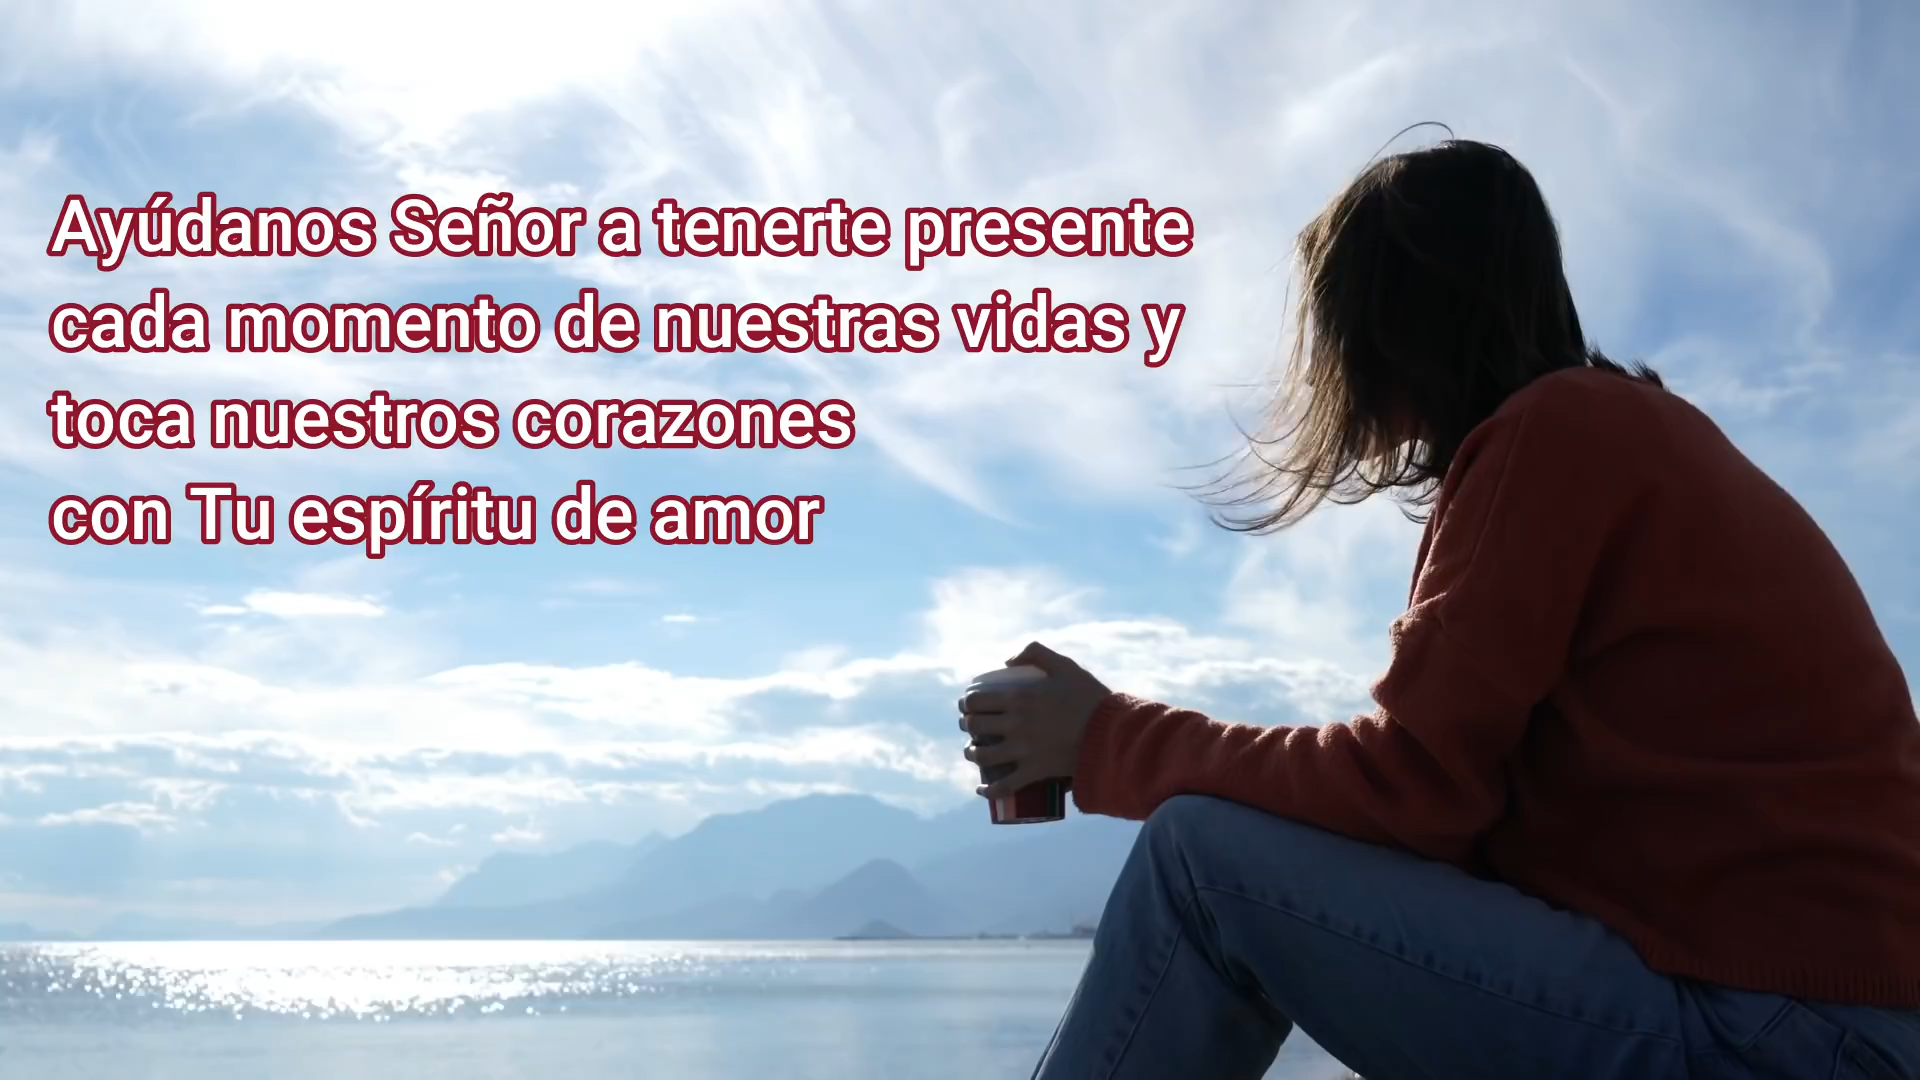 Ayúdanos Señor a tenerte presente
cada momento de nuestras vidas y
toca nuestros corazones
con Tu espíritu de amor